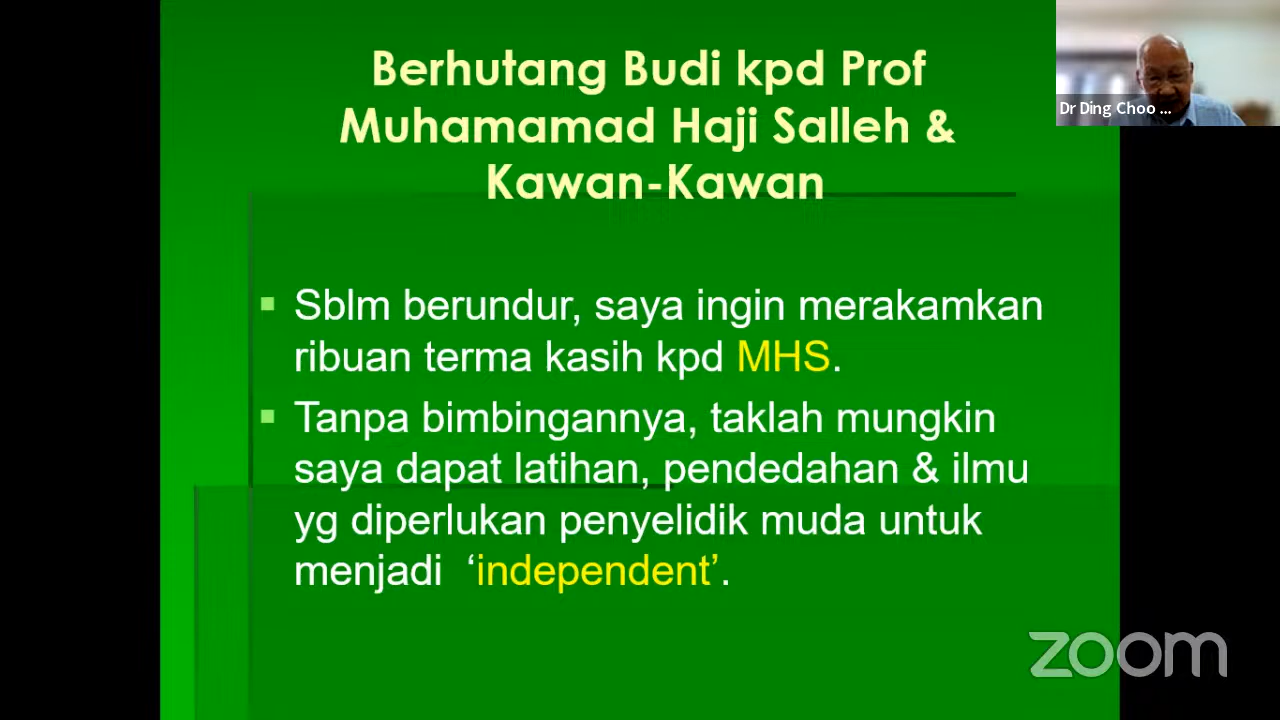 Berhutang Budi kpd Prof
Muhamamad Haji Salleh &
Kawan-Kawan
Dr Ding Choo ...
▪ Sblm berundur, saya ingin merakamkan
ribuan terma kasih kpd MHS.
▪ Tanpa bimbingannya, taklah mungkin
saya dapat latihan, pendedahan & ilmu
yg diperlukan penyelidik muda untuk
menjadi ‘independent’.
zoom